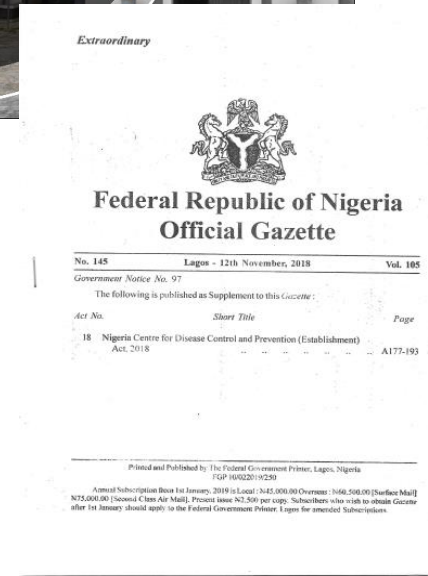 Extraordinary
Federal Republic of Nigeria
Official Gazette
No. 145 Lagos - 12th November, 2018 Vol. 105
Government Notice No. 97
The following is published as Supplement to this Gazette :
Act No. Short Title Page
18 Nigeria Centre for Disease Control and Prevention (Establishment)
Act, 2018 .. .. .. .. .. .. A177-193
Printed and Published by The Federal Government Printer, Lagos, Nigeria
FGP 10/022019/250
Annual Subscription from 1st January, 2019 is Local : N45,000.00 Overseas : N60,500.00 [Surface Mail]
N75,000.00 [Second Class Air Mail]. Present issue N2,500 per copy. Subscribers who wish to obtain Gazette
after 1st January should apply to the Federal Government Printer, Lagos for amended Subscriptions